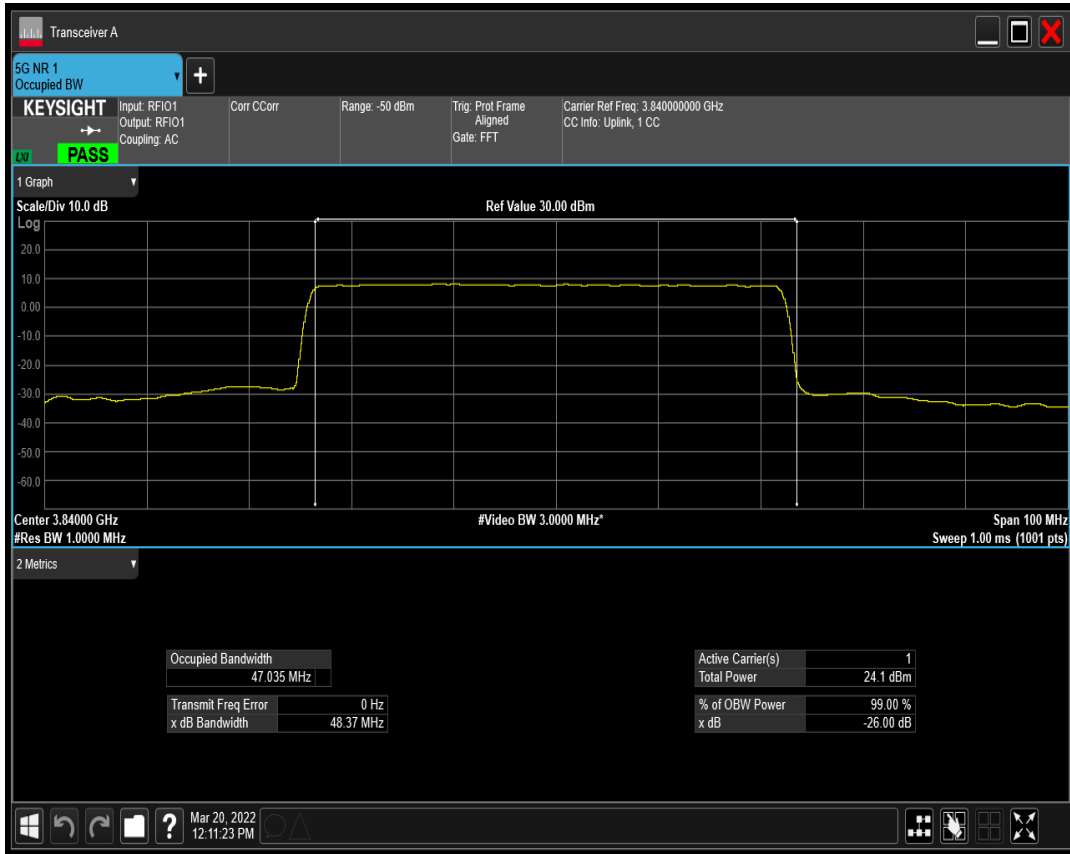 Transceiver A
5G NR 1
Occupied BW
+
KEYSIGHT
LXI PASS
Input: RFIO1
Output: RFIO1
Coupling: AC
Corr CCorr
Range: -50 dBm
Trig: Prot Frame
Aligned
Gate: FFT
Carrier Ref Freq: 3.840000000 GHz
CC Info: Uplink, 1 CC
1 Graph
Scale/Div 10.0 dB
Ref Value 30.00 dBm
Log
20.0
10.0
0.00
-10.0
-20.0
-30.0
-40.0
-50.0
-60.0
Center 3.84000 GHz
#Video BW 3.0000 MHz*
Span 100 MHz
#Res BW 1.0000 MHz
Sweep 1.00 ms (1001 pts)
2 Metrics
Occupied Bandwidth
47.035 MHz
Transmit Freq Error 0 Hz
x dB Bandwidth 48.37 MHz
Active Carrier(s) 1
Total Power 24.1 dBm
% of OBW Power 99.00 %
x dB -26.00 dB
?
Mar 20, 2022
12:11:23 PM